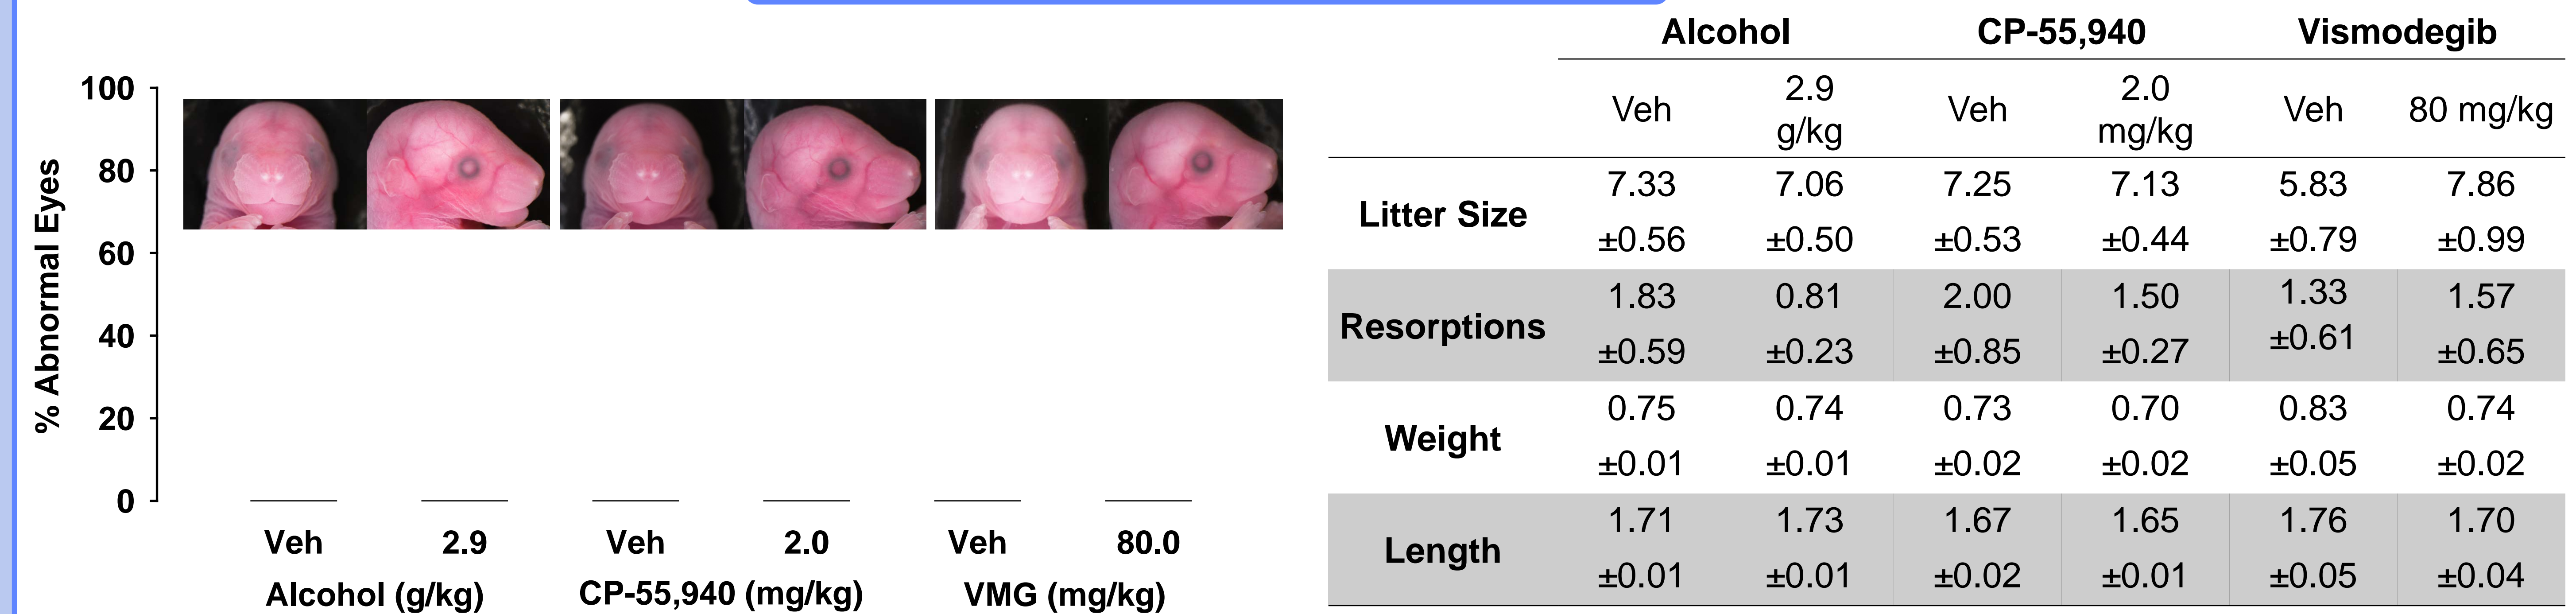 100
80
60
40
20
0
% Abnormal Eyes
Veh 2.9 Veh 2.0 Veh 80.0
Alcohol (g/kg) CP-55,940 (mg/kg) VMG (mg/kg)
Alcohol CP-55,940 Vismodegib
Veh 2.9 g/kg Veh 2.0 mg/kg Veh 80 mg/kg
Litter Size
7.33 7.06 7.25 7.13 5.83 7.86
±0.56 ±0.50 ±0.53 ±0.44 ±0.79 ±0.99
Resorptions
1.83 0.81 2.00 1.50 1.33 1.57
±0.59 ±0.23 ±0.85 ±0.27 ±0.61 ±0.65
Weight
0.75 0.74 0.73 0.70 0.83 0.74
±0.01 ±0.01 ±0.02 ±0.02 ±0.05 ±0.02
Length
1.71 1.73 1.67 1.65 1.76 1.70
±0.01 ±0.01 ±0.02 ±0.01 ±0.05 ±0.04